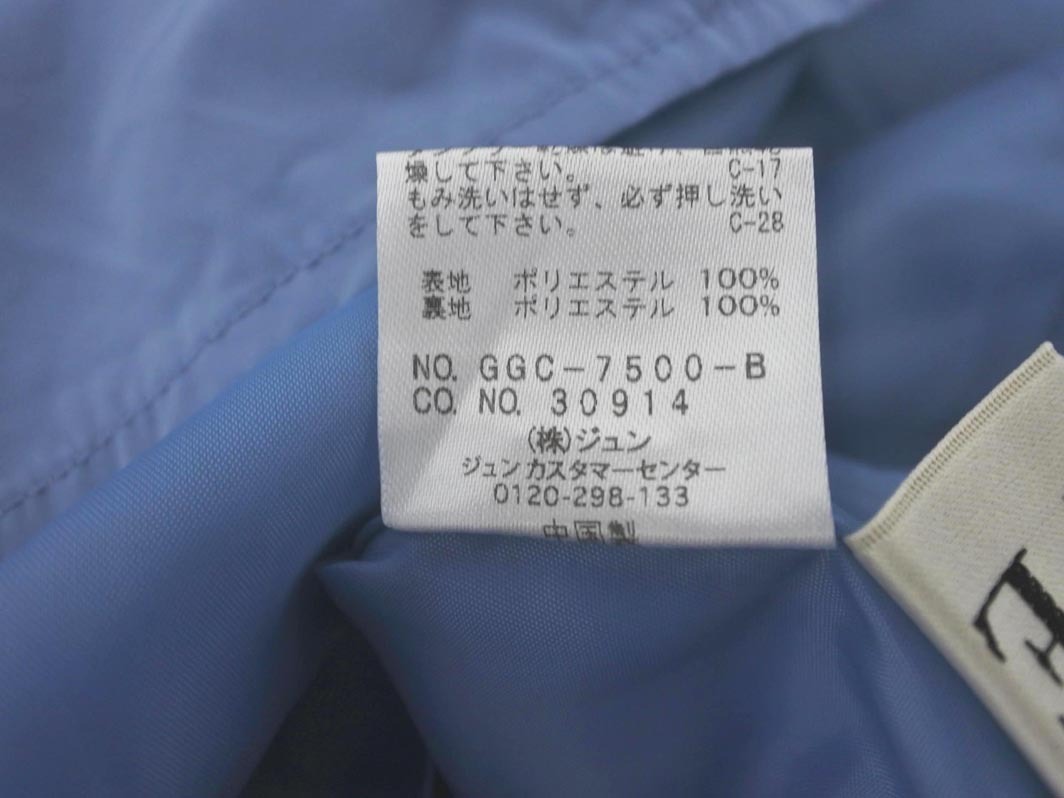 燥して下さい。 C-17
もみ洗いはせず、必ず押し洗い
をして下さい。 C-28
表地 ポリエステル 100%
裏地 ポリエステル 100%
NO. GGC-7500-B
CO. NO. 30914
(株)ジュン
ジュンカスタマーセンター
0120-298-133
中国製